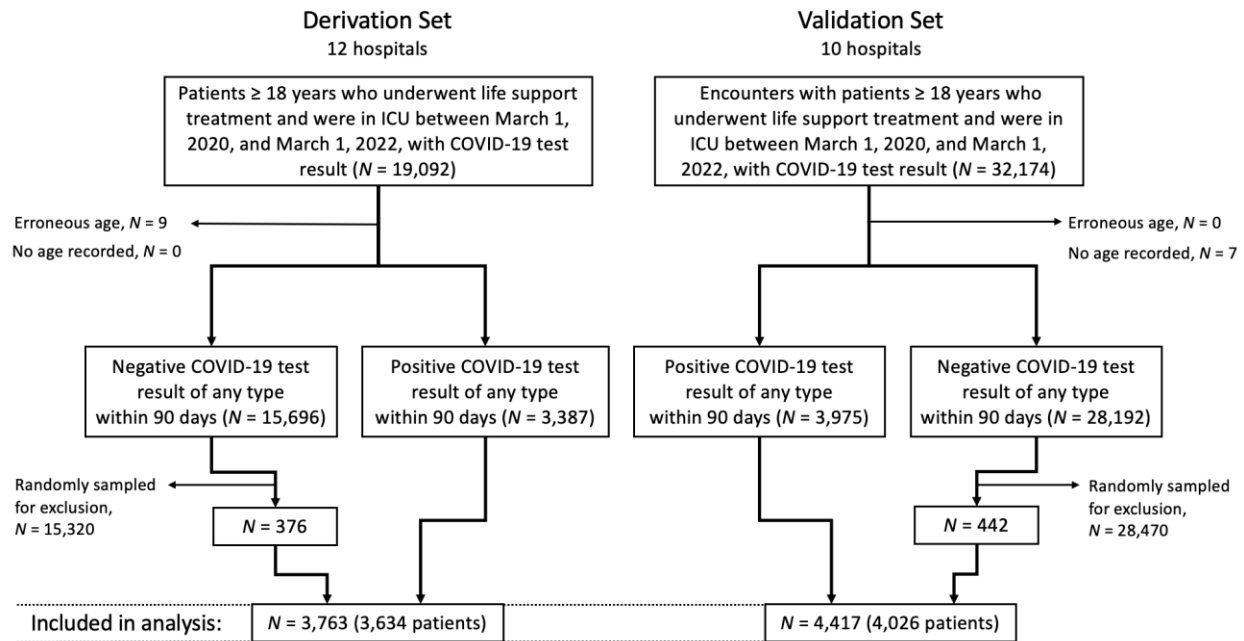 Derivation Set
12 hospitals
Patients ≥ 18 years who underwent life support
treatment and were in ICU between March 1,
2020, and March 1, 2022, with COVID-19 test
result (N = 19,092)
Erroneous age, N = 9
No age recorded, N = 0
Negative COVID-19 test
result of any type
within 90 days (N = 15,696)
Positive COVID-19 test
result of any type
within 90 days (N = 3,387)
Randomly sampled
for exclusion,
N = 15,320
N = 376
Validation Set
10 hospitals
Encounters with patients ≥ 18 years who
underwent life support treatment and were in
ICU between March 1, 2020, and March 1,
2022, with COVID-19 test result (N = 32,174)
Erroneous age, N = 0
No age recorded, N = 7
Positive COVID-19 test
result of any type
within 90 days (N = 3,975)
Negative COVID-19 test
result of any type
within 90 days (N = 28,192)
Randomly sampled
for exclusion,
N = 28,470
N = 442
Included in analysis:
N = 3,763 (3,634 patients)
N = 4,417 (4,026 patients)